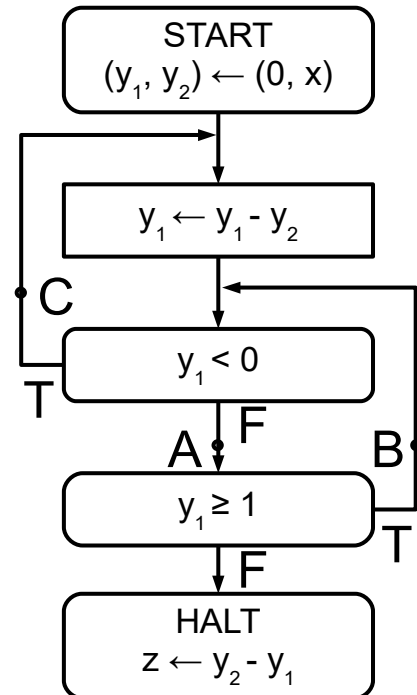 START
(y₁, y₂) ← (0, x)
y₁ ← y₁ - y₂
C
y₁ < 0
T
F
A
B
y₁ ≥ 1
T
F
HALT
z ← y₂ - y₁